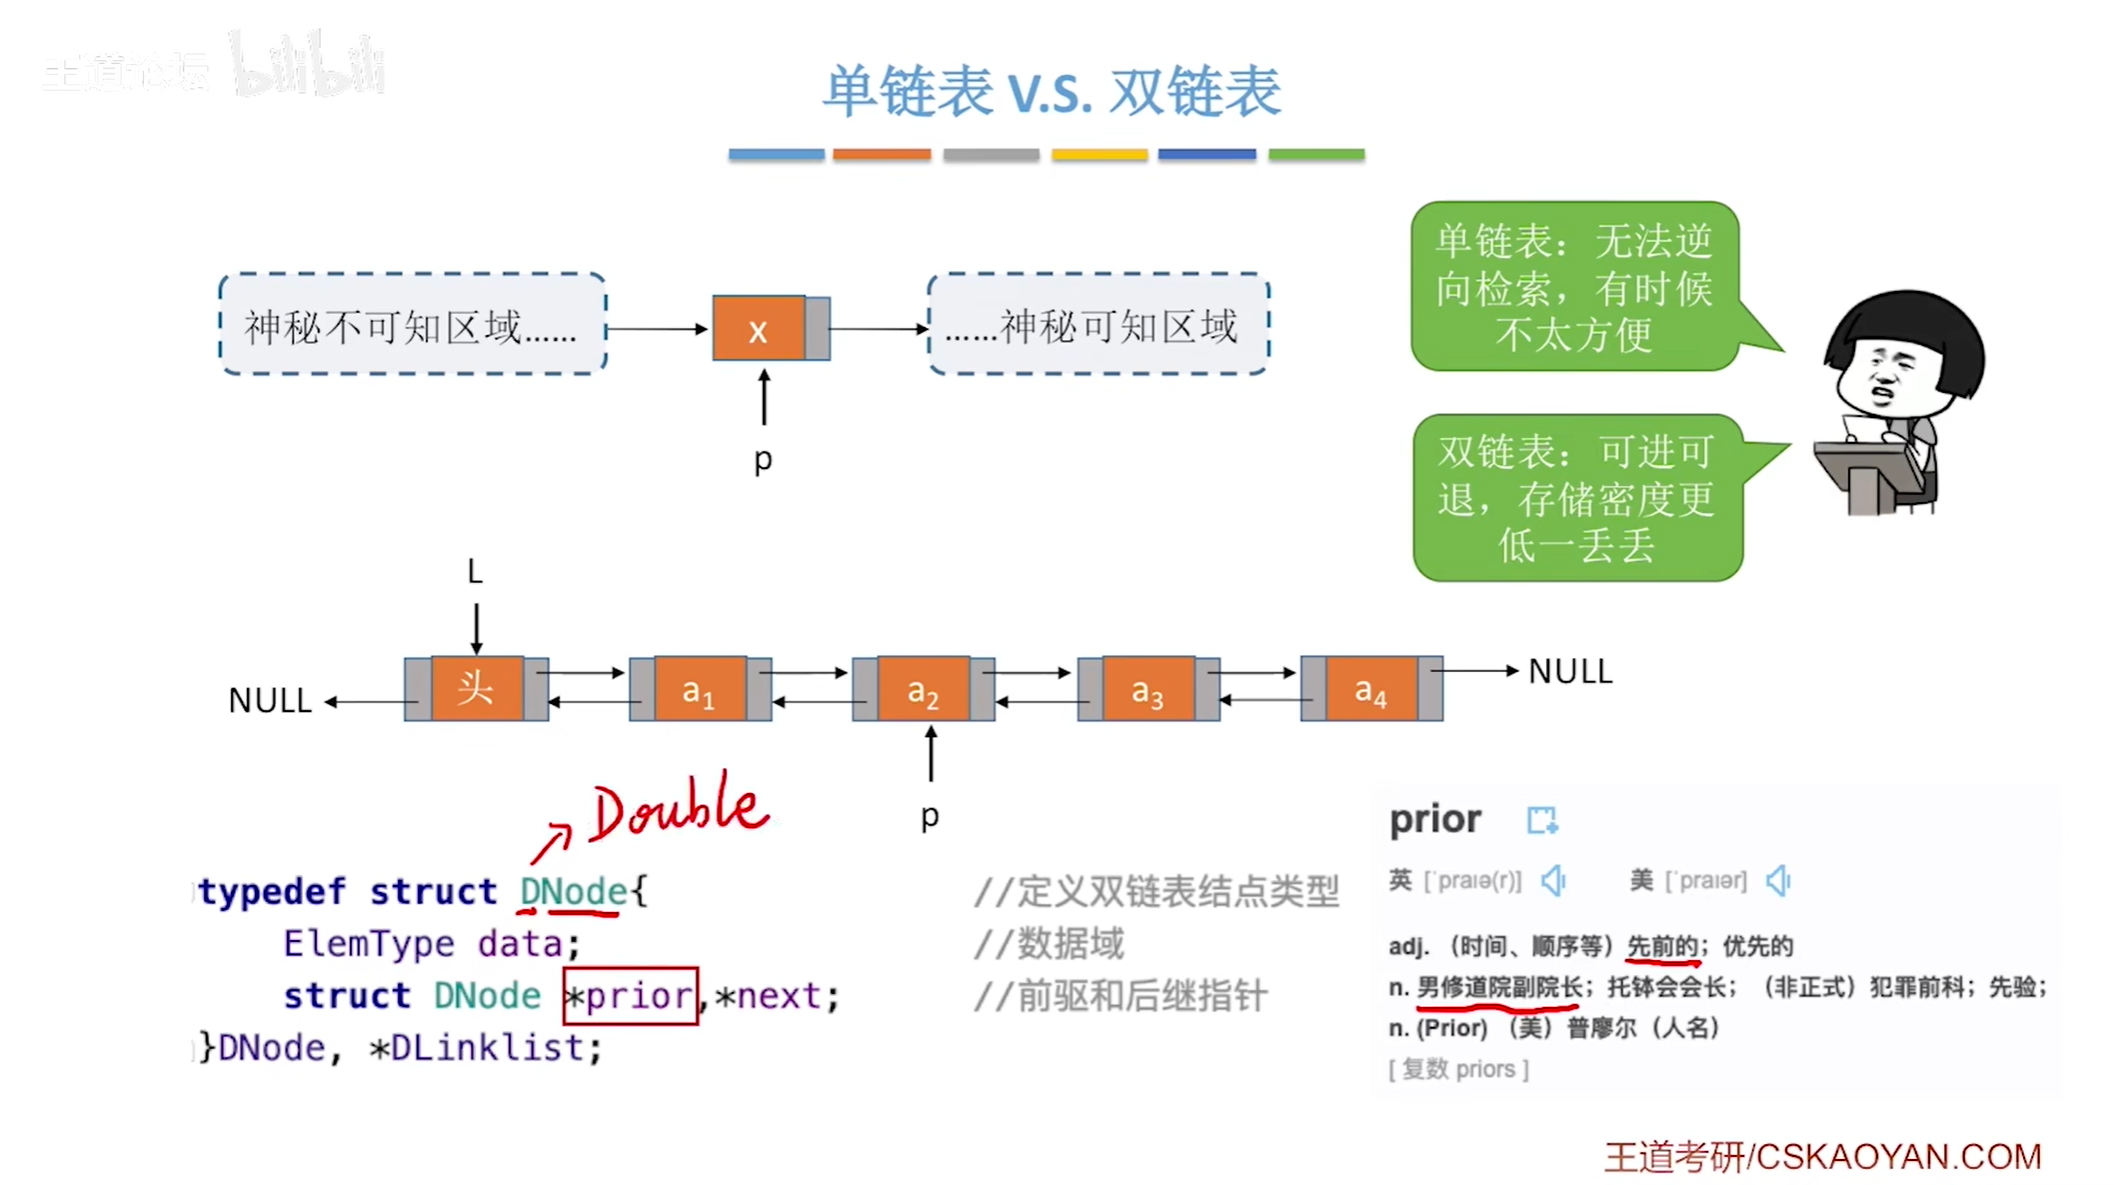 王道论坛 bilibili
单链表 V.S. 双链表
单链表：无法逆
向检索，有时候
不太方便
神秘不可知区域......
x
......神秘可知区域
p
双链表：可进可
退，存储密度更
低一丢丢
L
NULL
头
a1
a2
a3
a4
NULL
p
Double
typedef struct DNode{ //定义双链表结点类型
ElemType data; //数据域
struct DNode *prior,*next; //前驱和后继指针
}DNode, *DLinklist;
prior
英 [ˈpraɪə(r)] 美 [ˈpraɪər]
adj. （时间、顺序等）先前的；优先的
n. 男修道院副院长；托钵会会长；（非正式）犯罪前科；先验；
n. (Prior) （美）普廖尔（人名）
[ 复数 priors ]
王道考研/CSKAOYAN.COM